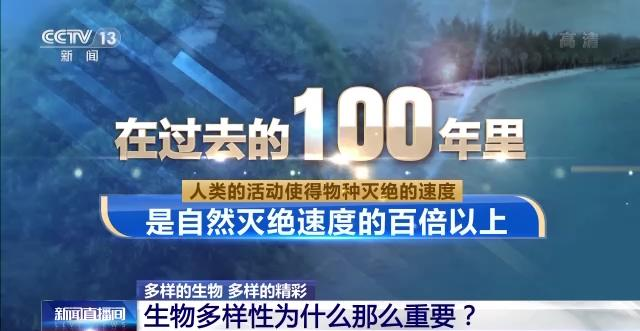 CCTV 13
新闻
高清
在过去的100年里
人类的活动使得物种灭绝的速度
是自然灭绝速度的百倍以上
多样的生物 多样的精彩
新闻直播间
生物多样性为什么那么重要？